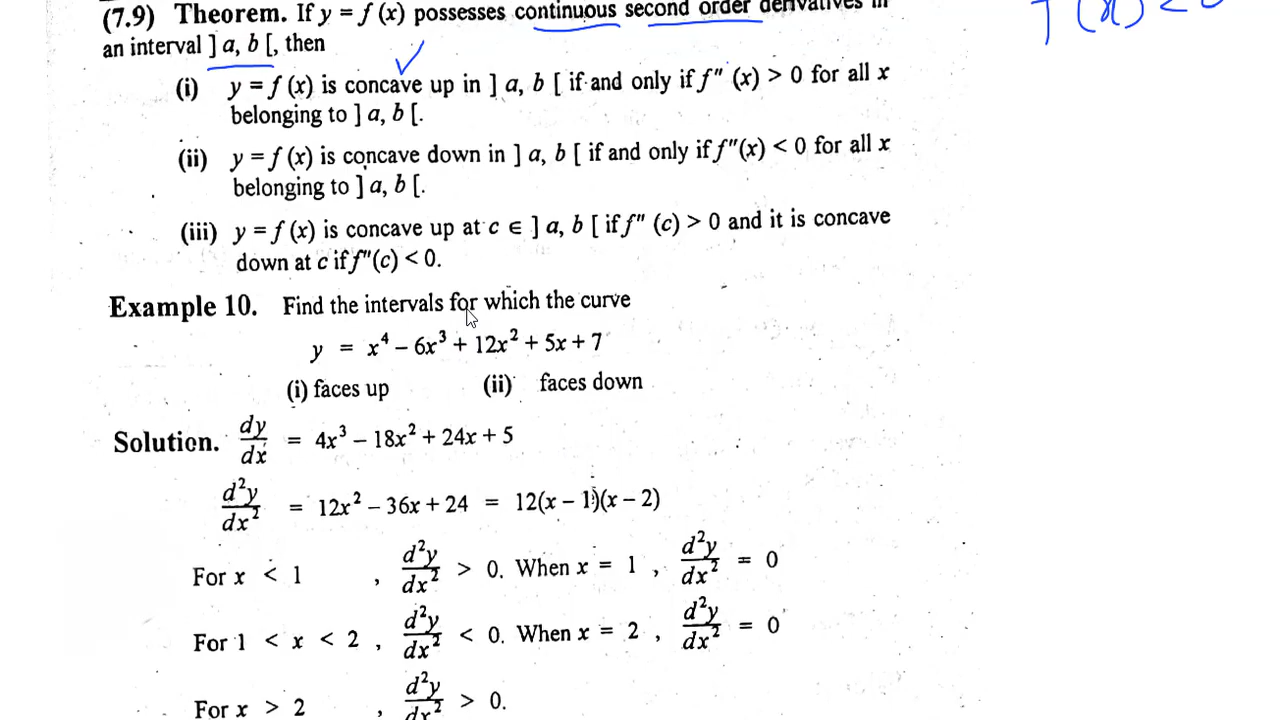 (7.9) Theorem. If y = f (x) possesses continuous second order derivatives in
an interval ] a, b [, then
(i) y = f (x) is concave up in ] a, b [ if and only if f″ (x) > 0 for all x
belonging to ] a, b [.
(ii) y = f (x) is concave down in ] a, b [ if and only if f″(x) < 0 for all x
belonging to ] a, b [.
(iii) y = f (x) is concave up at c ∈ ] a, b [ if f″ (c) > 0 and it is concave
down at c if f″(c) < 0.
Example 10. Find the intervals for which the curve
y = x⁴ – 6x³ + 12x² + 5x + 7
(i) faces up (ii) faces down
Solution. dy/dx = 4x³ – 18x² + 24x + 5
d²y/dx² = 12x² – 36x + 24 = 12(x – 1)(x – 2)
For x < 1 , d²y/dx² > 0. When x = 1 , d²y/dx² = 0
For 1 < x < 2 , d²y/dx² < 0. When x = 2 , d²y/dx² = 0
For x > 2 , d²y/dx² > 0.